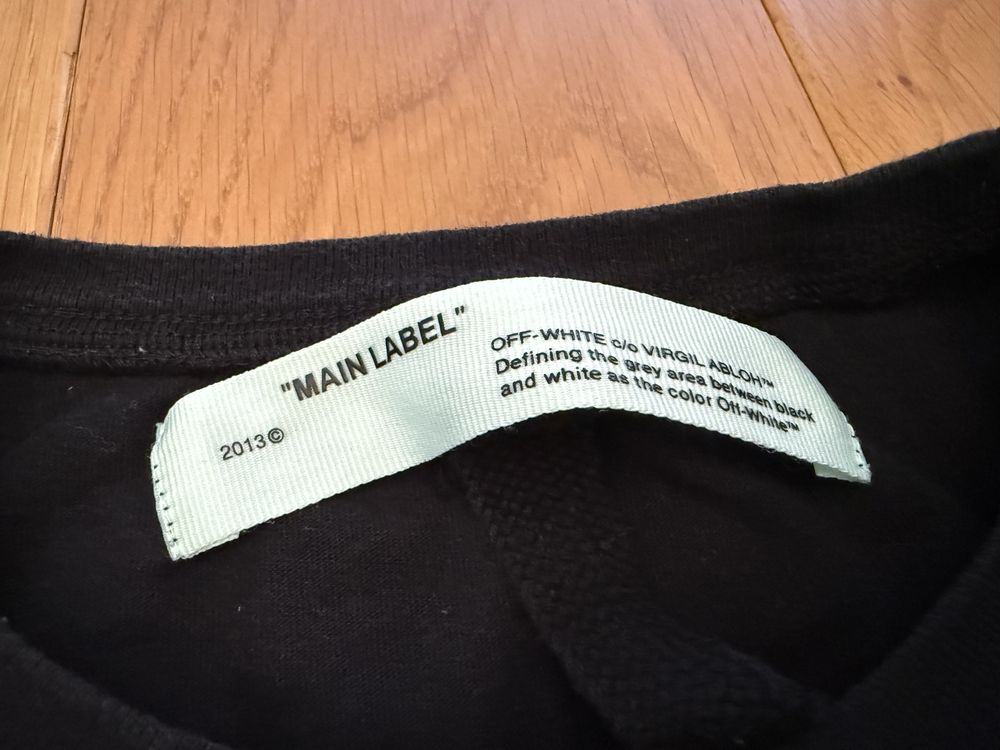 "MAIN LABEL"
2013©
OFF-WHITE c/o VIRGIL ABLOH™
Defining the grey area between black
and white as the color Off-White™